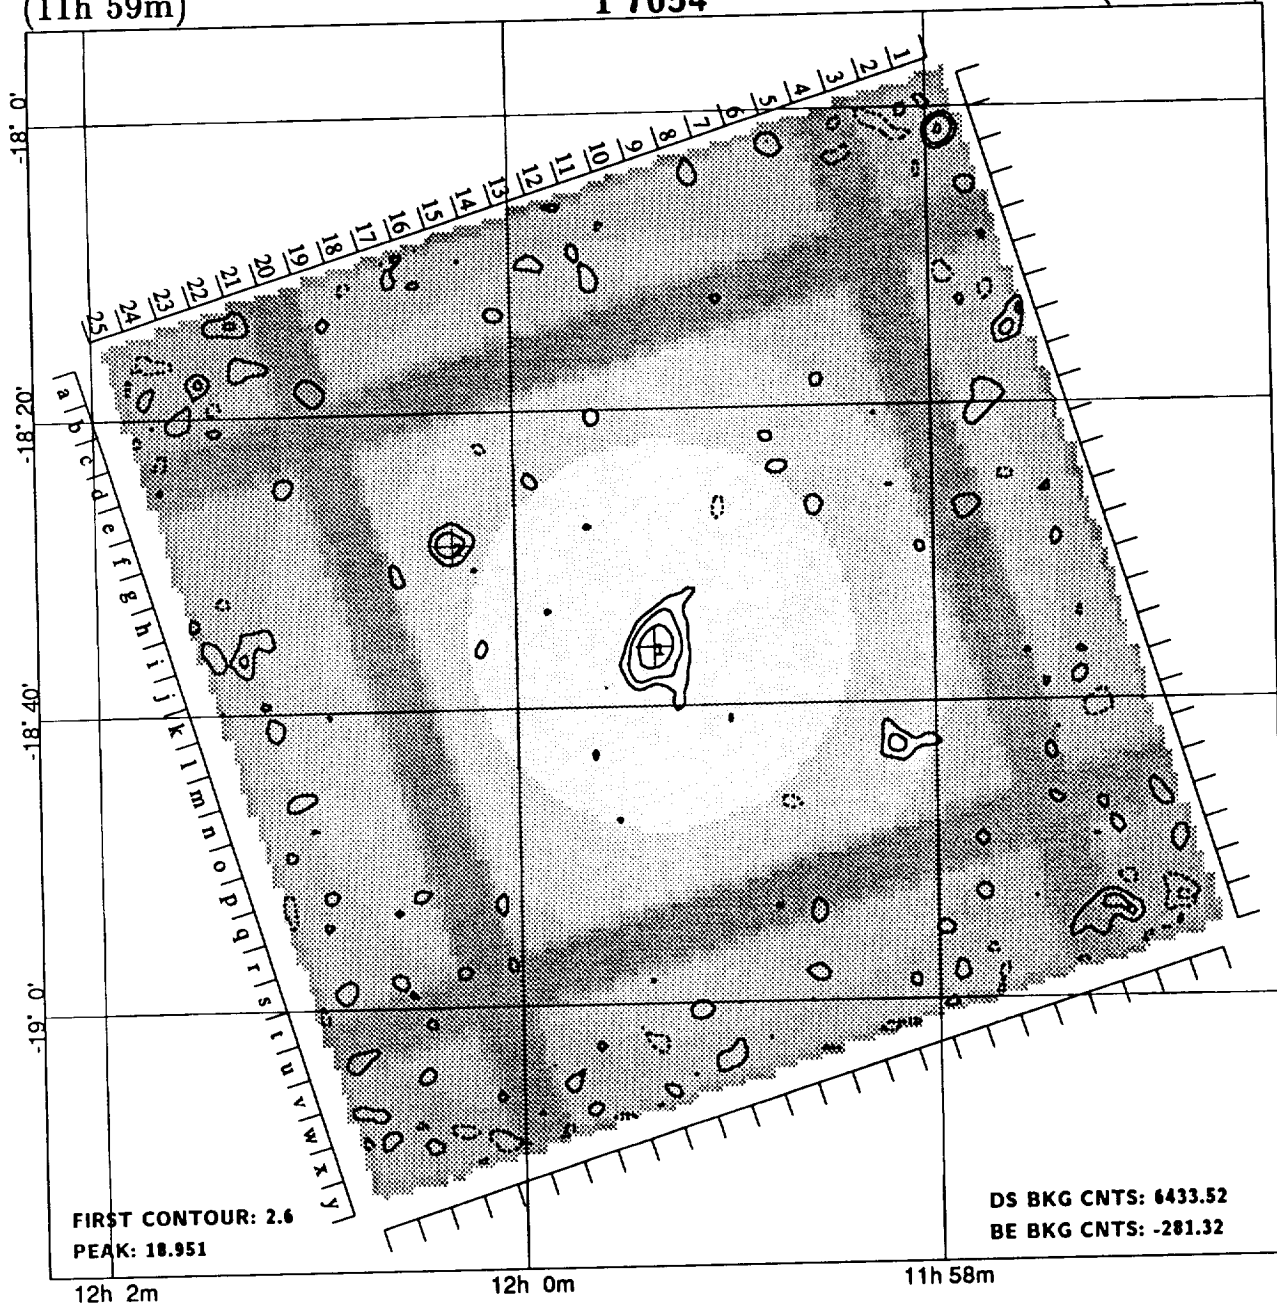 (11h 59m)
I 7054
1
2
3
4
5
6
7
8
9
10
11
12
13
14
15
16
17
18
19
20
21
22
23
24
25
-18° 0'
-18° 20'
-18° 40'
-19° 0'
a
b
c
d
e
f
g
h
i
j
k
l
m
n
o
p
q
r
s
t
u
v
w
x
y
FIRST CONTOUR: 2.6
PEAK: 18.951
DS BKG CNTS: 6433.52
BE BKG CNTS: -281.32
12h 2m
12h 0m
11h 58m